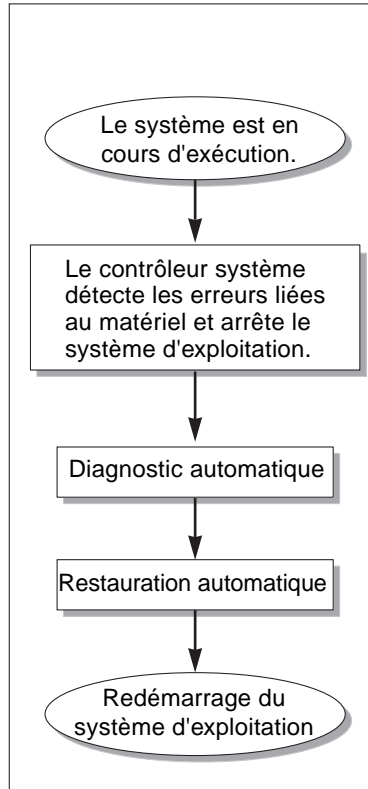 Le système est en
cours d'exécution.
Le contrôleur système
détecte les erreurs liées
au matériel et arrête le
système d'exploitation.
Diagnostic automatique
Restauration automatique
Redémarrage du
système d'exploitation